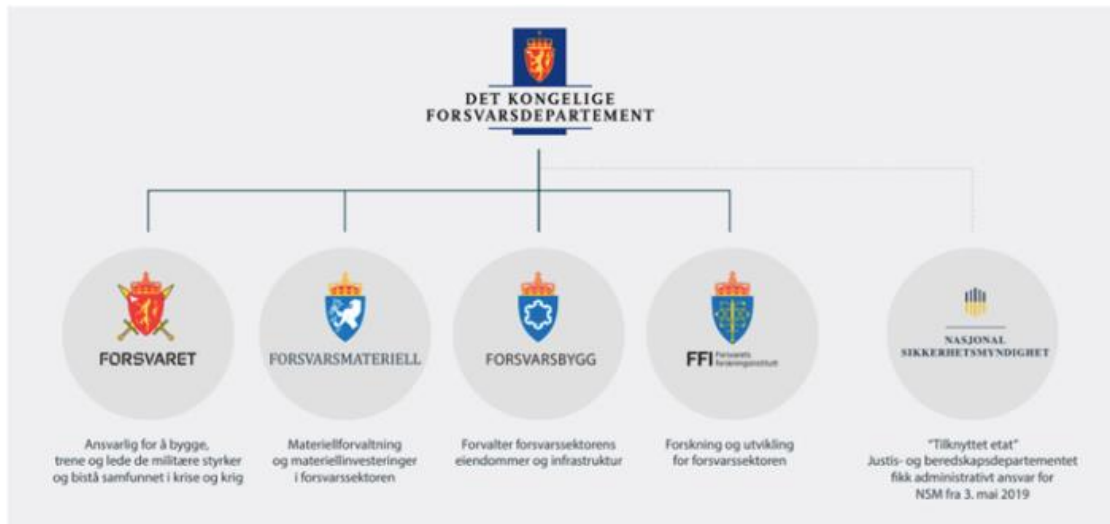 DET KONGELIGE
FORSVARSDEPARTEMENT
FORSVARET
FORSVARSMATERIELL
FORSVARSBYGG
FFI Forsvarets
forskningsinstitutt
NASJONAL
SIKKERHETSMYNDIGHET
Ansvarlig for å bygge,
trene og lede de militære styrker
og bistå samfunnet i krise og krig
Materiellforvaltning
og materiellinvesteringer
i forsvarssektoren
Forvalter forsvarssektorens
eiendommer og infrastruktur
Forskning og utvikling
for forsvarssektoren
"Tilknyttet etat"
Justis- og beredskapsdepartementet
fikk administrativt ansvar for
NSM fra 3. mai 2019